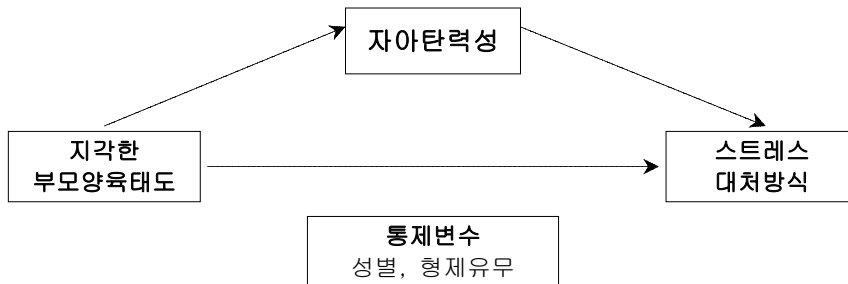 자아탄력성
지각한
부모양육태도
스트레스
대처방식
통제변수
성별, 형제유무